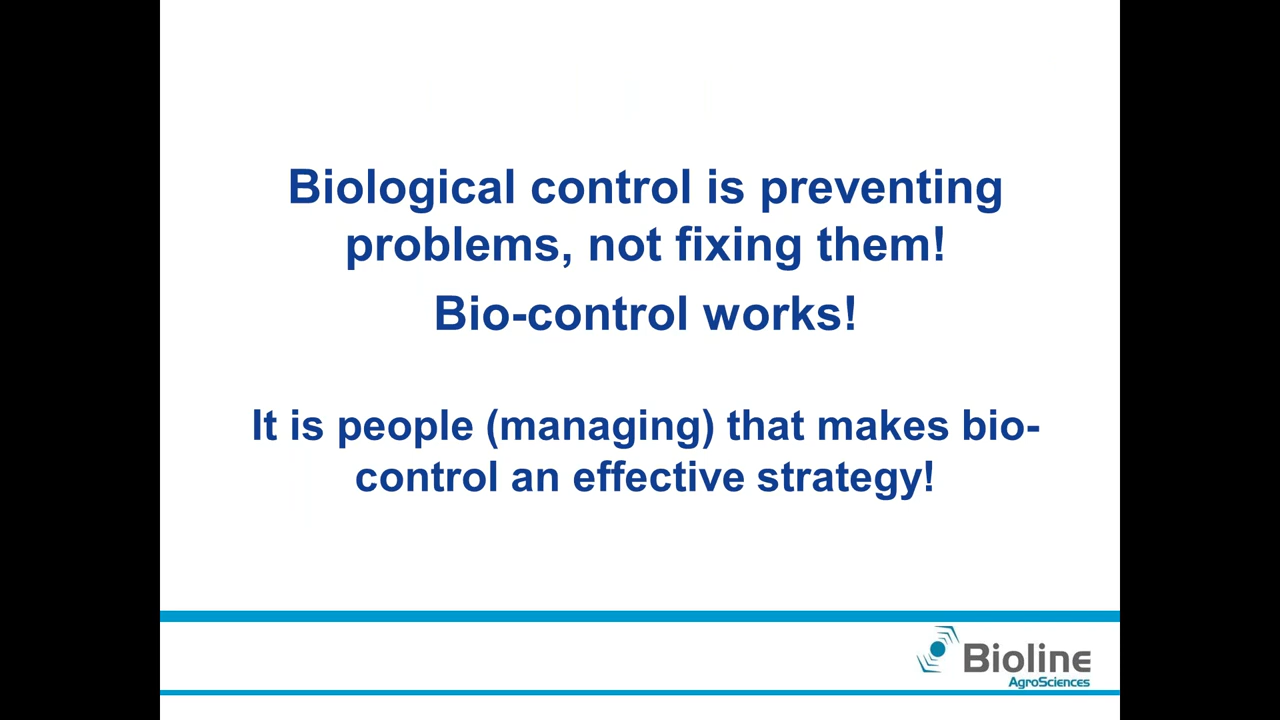 Biological control is preventing
problems, not fixing them!
Bio-control works!
It is people (managing) that makes bio-
control an effective strategy!
Bioline
AgroSciences